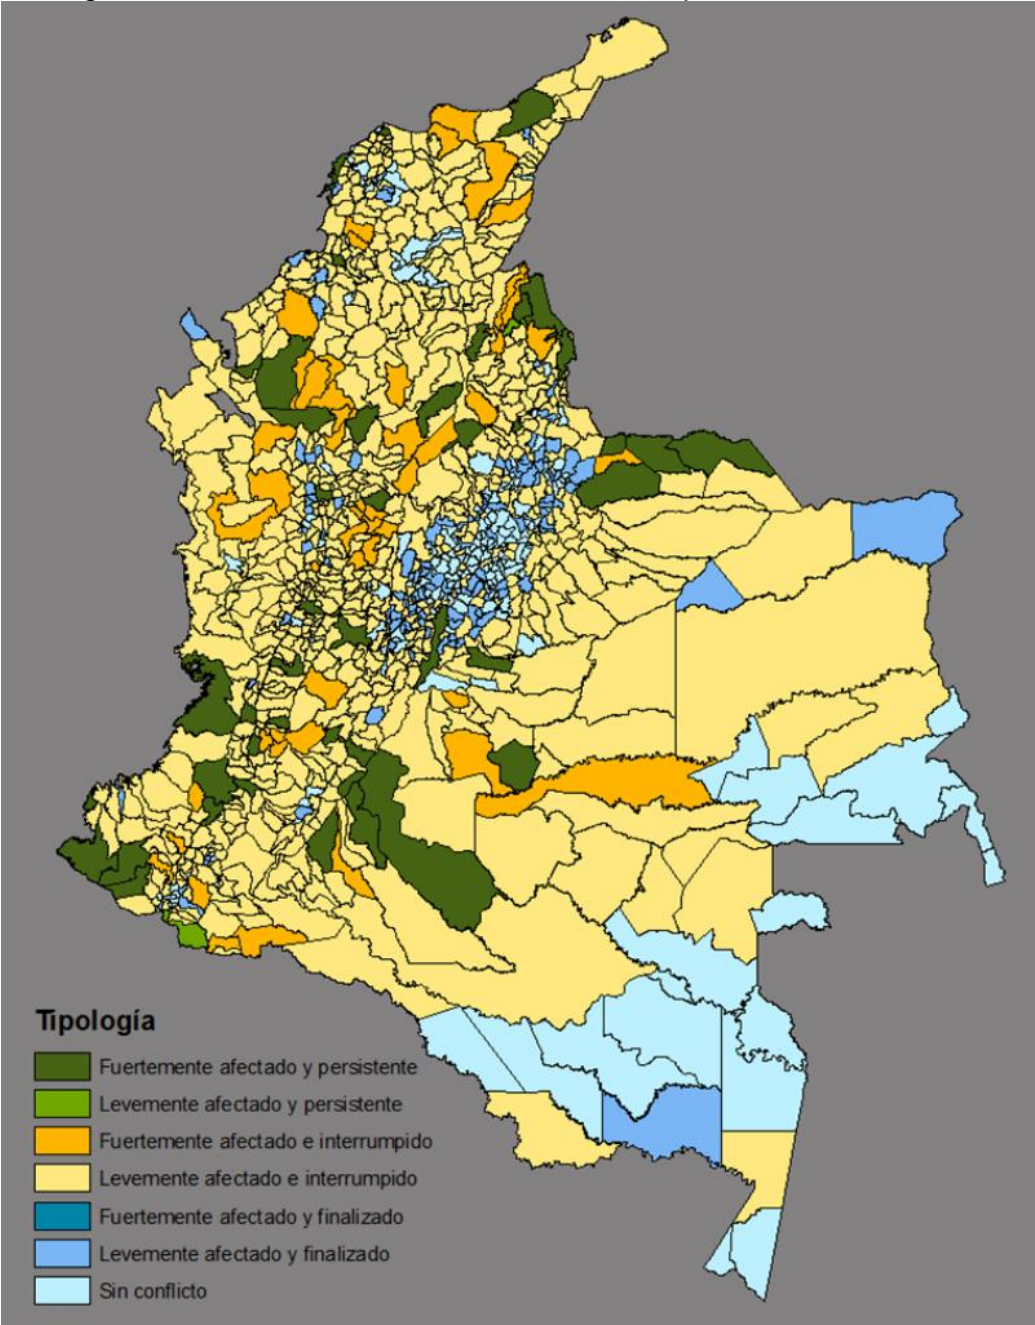 Tipología
Fuertemente afectado y persistente
Levemente afectado y persistente
Fuertemente afectado e interrumpido
Levemente afectado e interrumpido
Fuertemente afectado y finalizado
Levemente afectado y finalizado
Sin conflicto